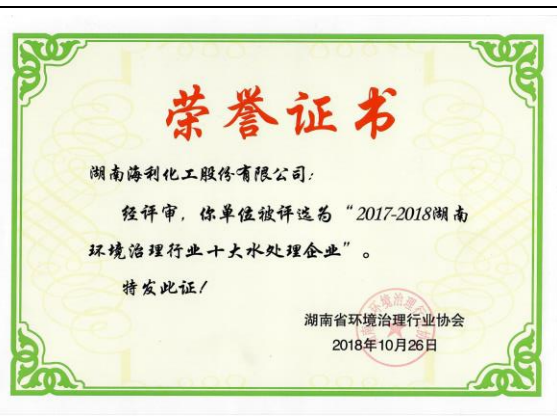 荣誉证书
湖南海利化工股份有限公司：
经评审，你单位被评选为“2017-2018湖南
环境治理行业十大水处理企业”。
特发此证！
湖南省环境治理行业协会
2018年10月26日